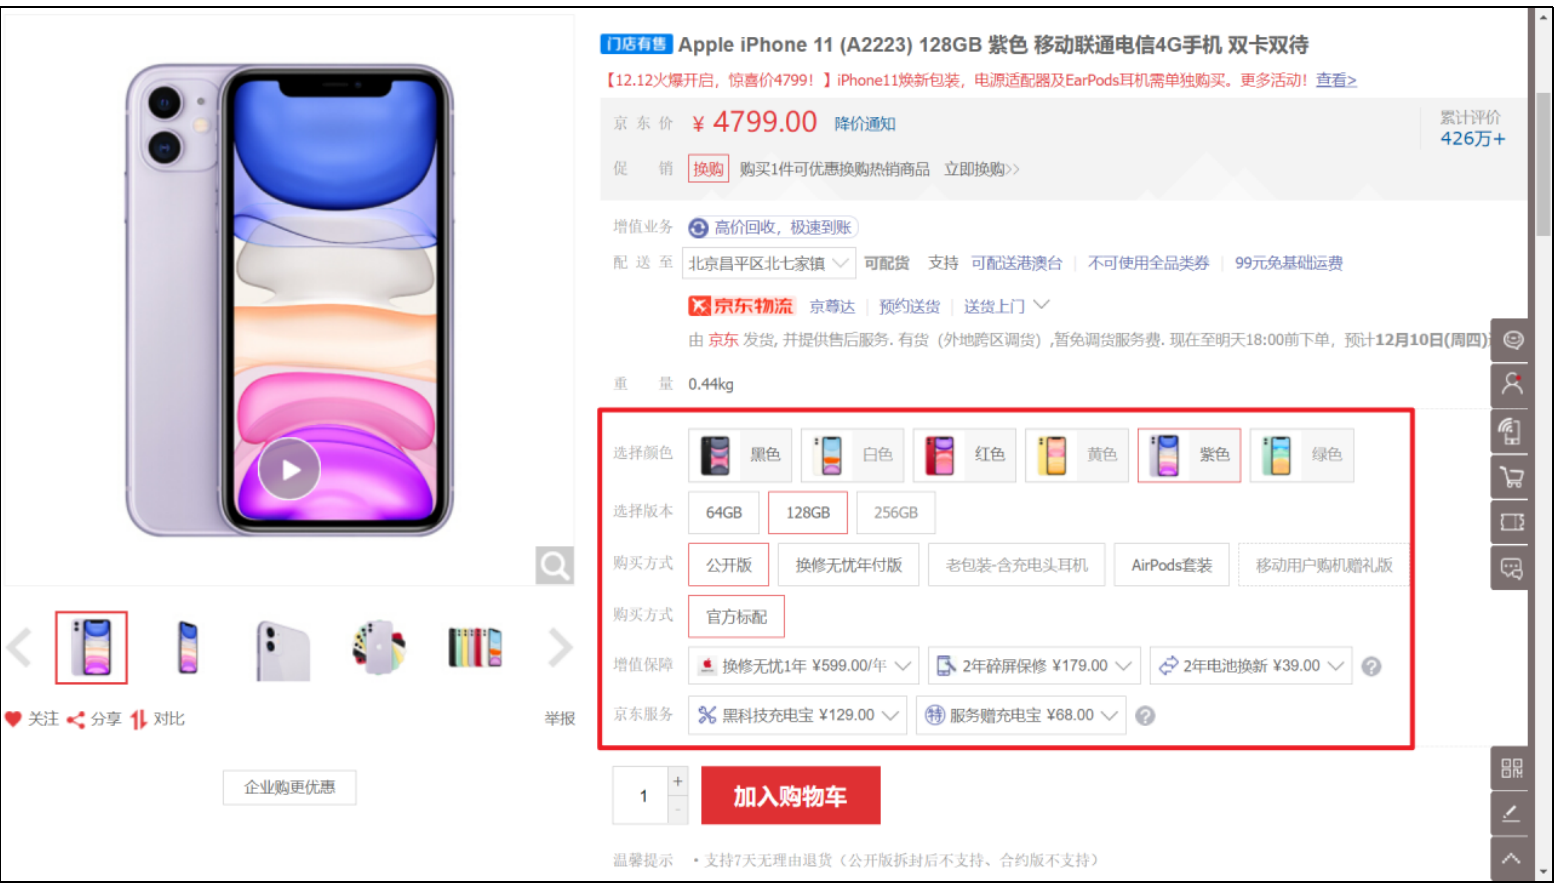 门店有售 Apple iPhone 11 (A2223) 128GB 紫色 移动联通电信4G手机 双卡双待
【12.12火爆开启，惊喜价4799！】iPhone11焕新包装，电源适配器及EarPods耳机需单独购买。更多活动！查看>
京东价 ¥ 4799.00 降价通知
累计评价
426万+
促销 换购 购买1件可优惠换购热销商品 立即换购>>
增值业务 高价回收，极速到账
配送至 北京昌平区北七家镇 可配货 支持 可配送港澳台 不可使用全品类券 99元免基础运费
京东物流 京尊达 预约送货 送货上门
由 京东 发货, 并提供售后服务. 有货（外地跨区调货）,暂免调货服务费. 现在至明天18:00前下单，预计12月10日(周四)
重量 0.44kg
选择颜色 黑色 白色 红色 黄色 紫色 绿色
选择版本 64GB 128GB 256GB
购买方式 公开版 换修无忧年付版 老包装-含充电头耳机 AirPods套装 移动用户购机赠礼版
购买方式 官方标配
增值保障 换修无忧1年 ¥599.00/年 2年碎屏保修 ¥179.00 2年电池换新 ¥39.00 ?
京东服务 黑科技充电宝 ¥129.00 特 服务赠充电宝 ¥68.00 ?
关注 分享 对比 举报
企业购更优惠
1 + - 加入购物车
温馨提示 • 支持7天无理由退货（公开版拆封后不支持、合约版不支持）